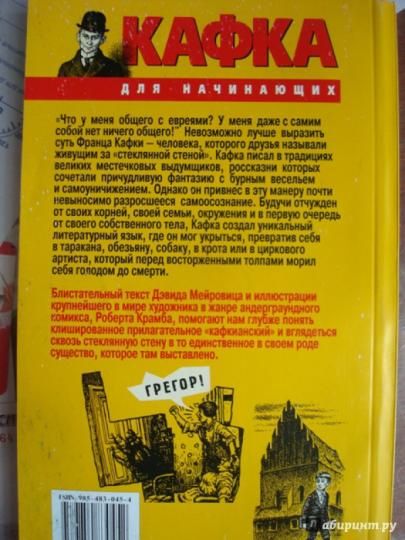 КАФКА
ДЛЯ НАЧИНАЮЩИХ
"Что у меня общего с евреями? У меня даже с самим
собой нет ничего общего!" Невозможно лучше выразить
суть Франца Кафки — человека, которого друзья называли
живущим за «стеклянной стеной». Кафка писал в традициях
великих местечковых выдумщиков, россказни которых
сочетали причудливую фантазию с бурным весельем
и самоуничижением. Однако он привнес в эту манеру почти
невыносимо разросшееся самоосознание. Будучи отчужден
от своих корней, своей семьи, окружения и в первую очередь
от своего собственного тела, Кафка создал уникальный
литературный язык, где он мог укрыться, превратив себя
в таракана, обезьяну, собаку, в крота или в циркового
артиста, который перед восторженными толпами морил
себя голодом до смерти.
Блистательный текст Дэвида Мейровица и иллюстрации
крупнейшего в мире художника в жанре андерграундного
комикса, Роберта Крамба, помогают нам глубже понять
клишированное прилагательное «кафкианский» и вглядеться
сквозь стеклянную стену в то единственное в своем роде
существо, которое там выставлено.
ГРЕГОР!
ISBN 985-483-045-4
абиринт.ру